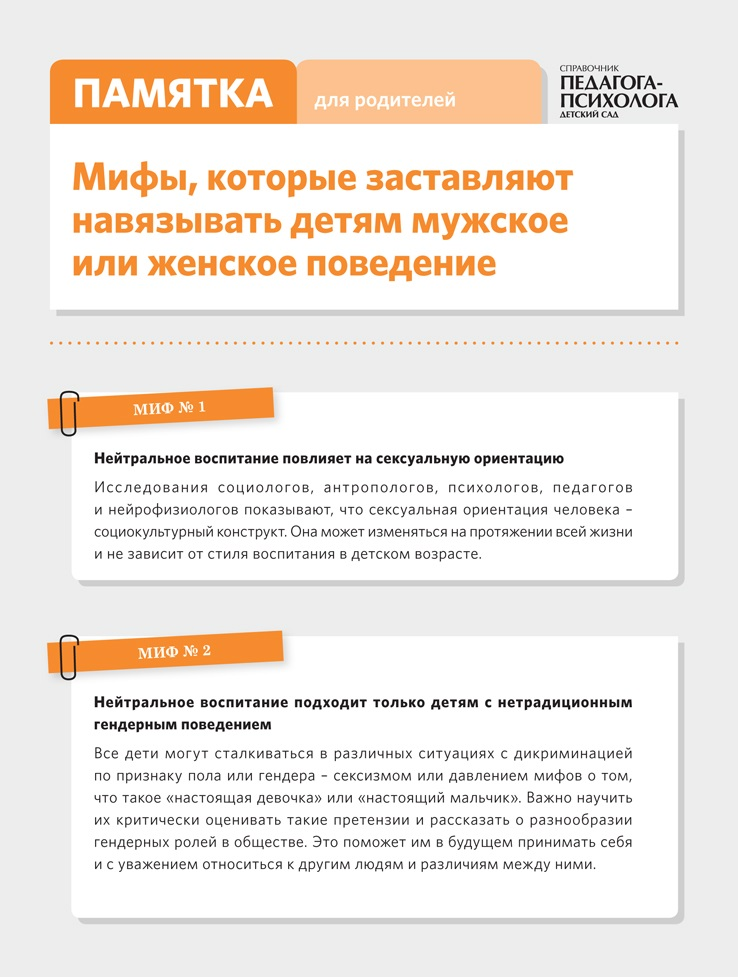 ПАМЯТКА
для родителей
СПРАВОЧНИК
ПЕДАГОГА-
ПСИХОЛОГА
ДЕТСКИЙ САД
Мифы, которые заставляют
навязывать детям мужское
или женское поведение
МИФ № 1
Нейтральное воспитание повлияет на сексуальную ориентацию
Исследования социологов, антропологов, психологов, педагогов
и нейрофизиологов показывают, что сексуальная ориентация человека –
социокультурный конструкт. Она может изменяться на протяжении всей жизни
и не зависит от стиля воспитания в детском возрасте.
МИФ № 2
Нейтральное воспитание подходит только детям с нетрадиционным
гендерным поведением
Все дети могут сталкиваться в различных ситуациях с дикриминацией
по признаку пола или гендера – сексизмом или давлением мифов о том,
что такое «настоящая девочка» или «настоящий мальчик». Важно научить
их критически оценивать такие претензии и рассказать о разнообразии
гендерных ролей в обществе. Это поможет им в будущем принимать себя
и с уважением относиться к другим людям и различиям между ними.